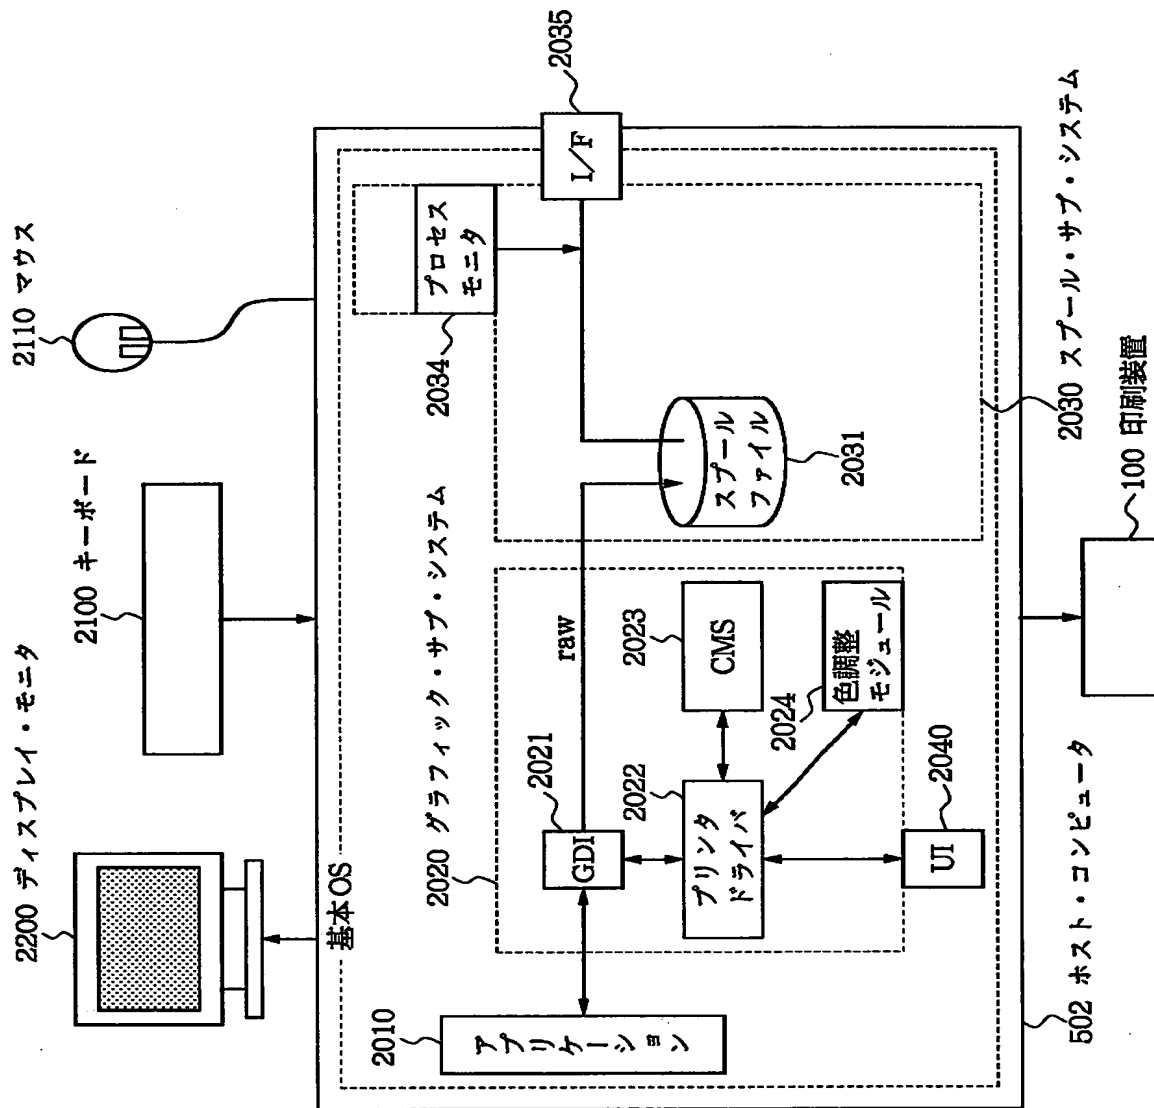 2200 ディスプレイ・モニタ
2100 キーボード
2110 マウス
基本OS
2020 グラフィック・サブ・システム
2010
アプリケーション
2021
GDI
raw
2022
プリンタ
ドライバ
2023
CMS
2024
色調整
モジュール
2040
UI
2034
プロセス
モニタ
2035
I/F
スプール
ファイル
2031
2030 スプール・サブ・システム
502 ホスト・コンピュータ
100 印刷装置